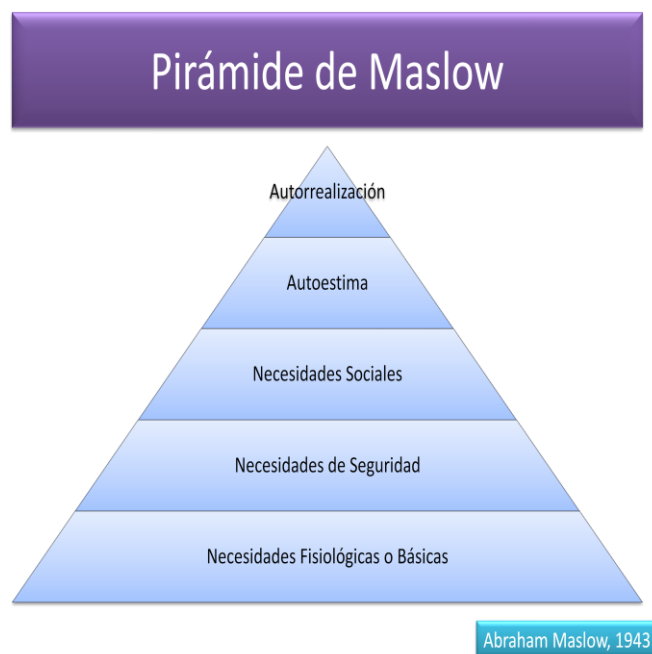 Pirámide de Maslow
Autorrealización
Autoestima
Necesidades Sociales
Necesidades de Seguridad
Necesidades Fisiológicas o Básicas
Abraham Maslow, 1943